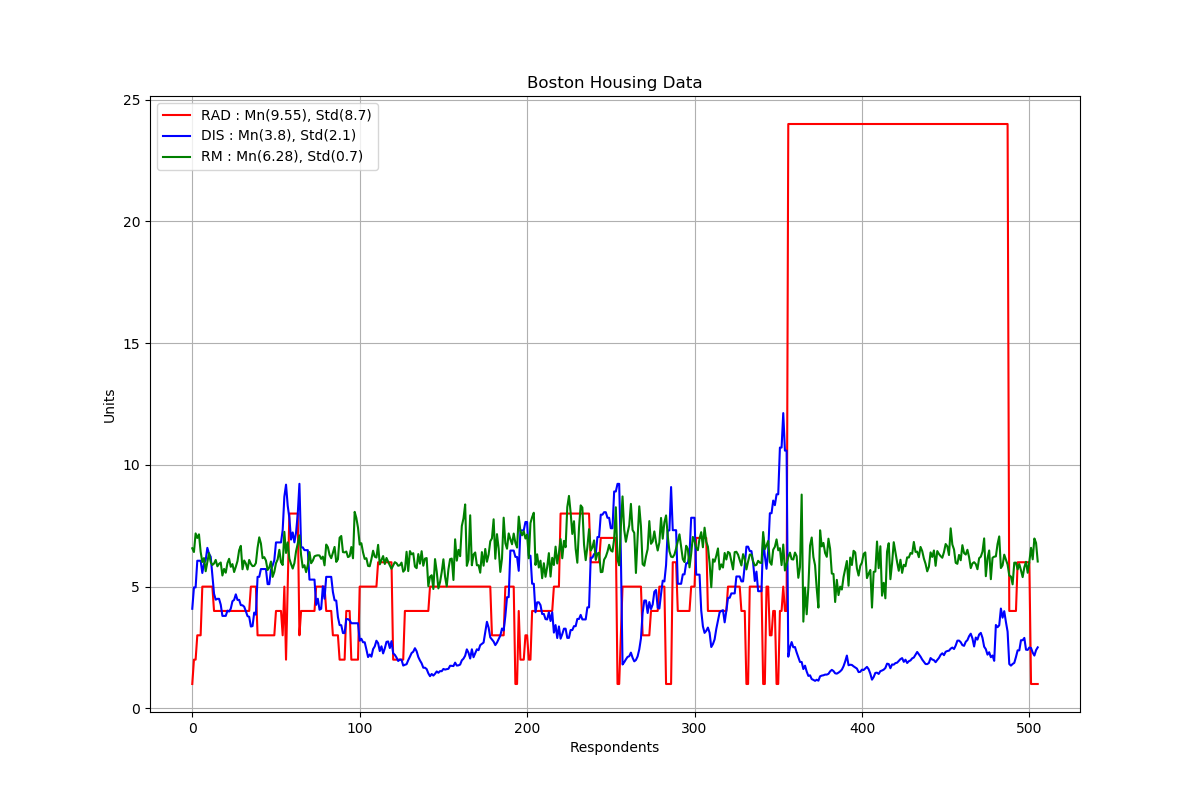 Boston Housing Data
RAD : Mn(9.55), Std(8.7)
DIS : Mn(3.8), Std(2.1)
RM : Mn(6.28), Std(0.7)
25
20
15
10
5
0
Units
0 100 200 300 400 500
Respondents